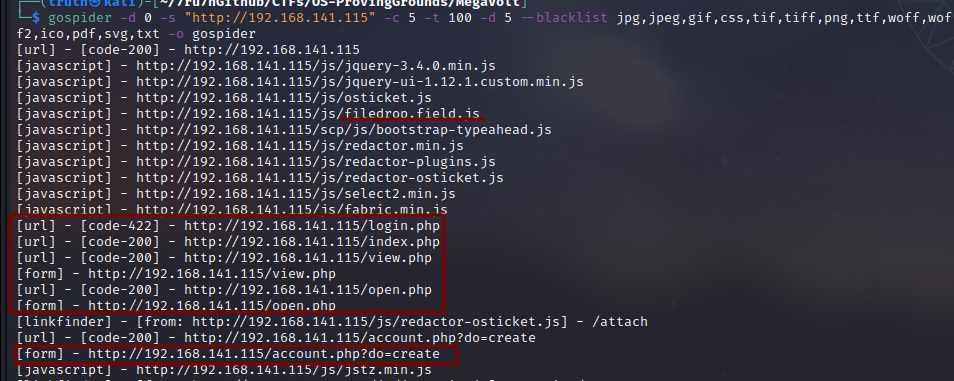 (truth㉿kali)-[~/7ru7hGithub/CTFs/OS-ProvingGrounds/MegaVolt]
$ gospider -d 0 -s "http://192.168.141.115" -c 5 -t 100 -d 5 --blacklist jpg,jpeg,gif,css,tif,tiff,png,ttf,woff,wof
f2,ico,pdf,svg,txt -o gospider
[url] - [code-200] - http://192.168.141.115
[javascript] - http://192.168.141.115/js/jquery-3.4.0.min.js
[javascript] - http://192.168.141.115/js/jquery-ui-1.12.1.custom.min.js
[javascript] - http://192.168.141.115/js/osticket.js
[javascript] - http://192.168.141.115/js/filedrop.field.js
[javascript] - http://192.168.141.115/scp/js/bootstrap-typeahead.js
[javascript] - http://192.168.141.115/js/redactor.min.js
[javascript] - http://192.168.141.115/js/redactor-plugins.js
[javascript] - http://192.168.141.115/js/redactor-osticket.js
[javascript] - http://192.168.141.115/js/select2.min.js
[javascript] - http://192.168.141.115/js/fabric.min.js
[url] - [code-422] - http://192.168.141.115/login.php
[url] - [code-200] - http://192.168.141.115/index.php
[url] - [code-200] - http://192.168.141.115/view.php
[form] - http://192.168.141.115/view.php
[url] - [code-200] - http://192.168.141.115/open.php
[form] - http://192.168.141.115/open.php
[linkfinder] - [from: http://192.168.141.115/js/redactor-osticket.js] - /attach
[url] - [code-200] - http://192.168.141.115/account.php?do=create
[form] - http://192.168.141.115/account.php?do=create
[javascript] - http://192.168.141.115/js/jstz.min.js